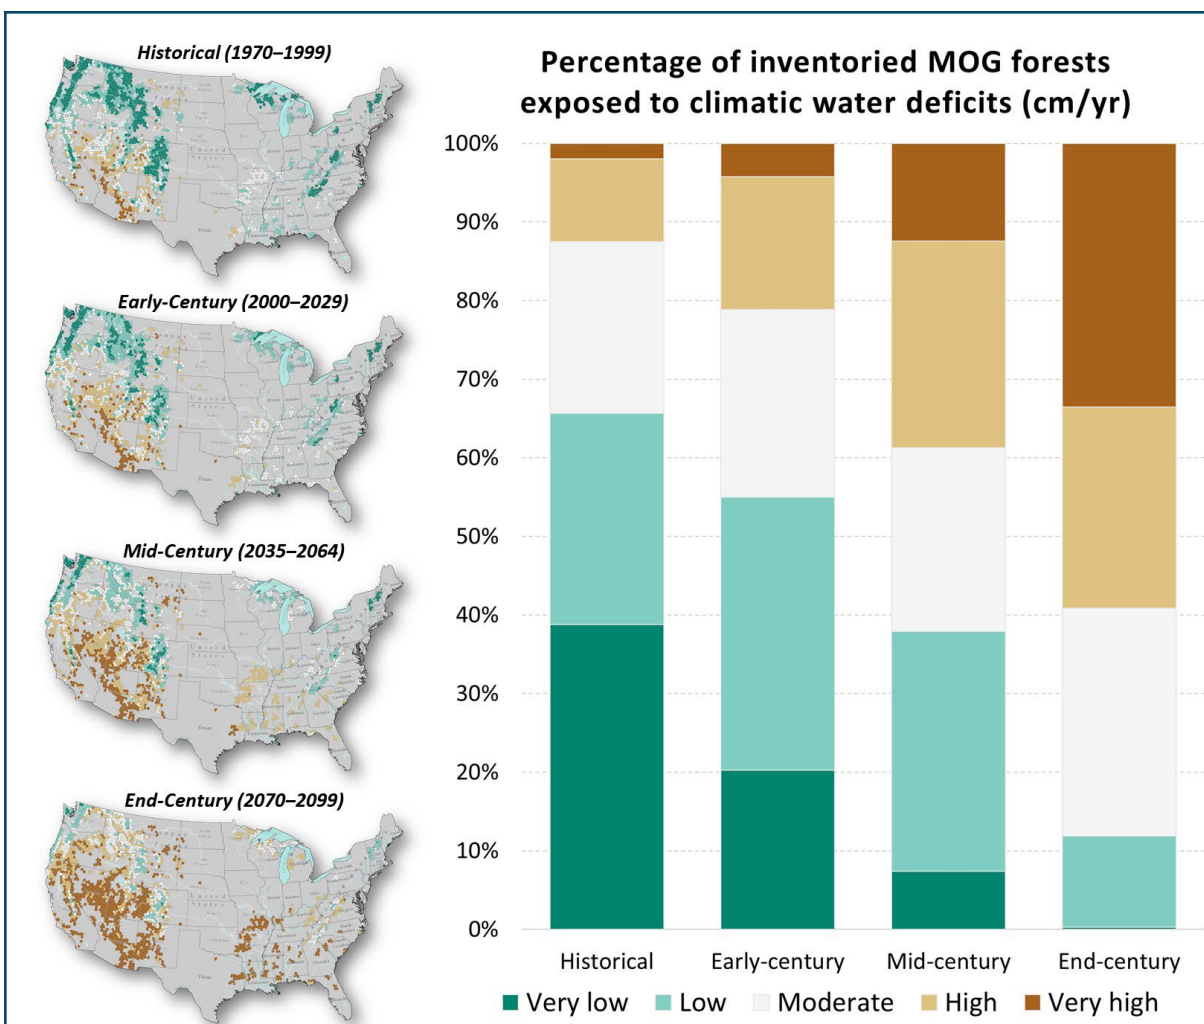 Historical (1970–1999)
Early-Century (2000–2029)
Mid-Century (2035–2064)
End-Century (2070–2099)
Percentage of inventoried MOG forests
exposed to climatic water deficits (cm/yr)
100%
90%
80%
70%
60%
50%
40%
30%
20%
10%
0%
Historical
Early-century
Mid-century
End-century
Very low
Low
Moderate
High
Very high